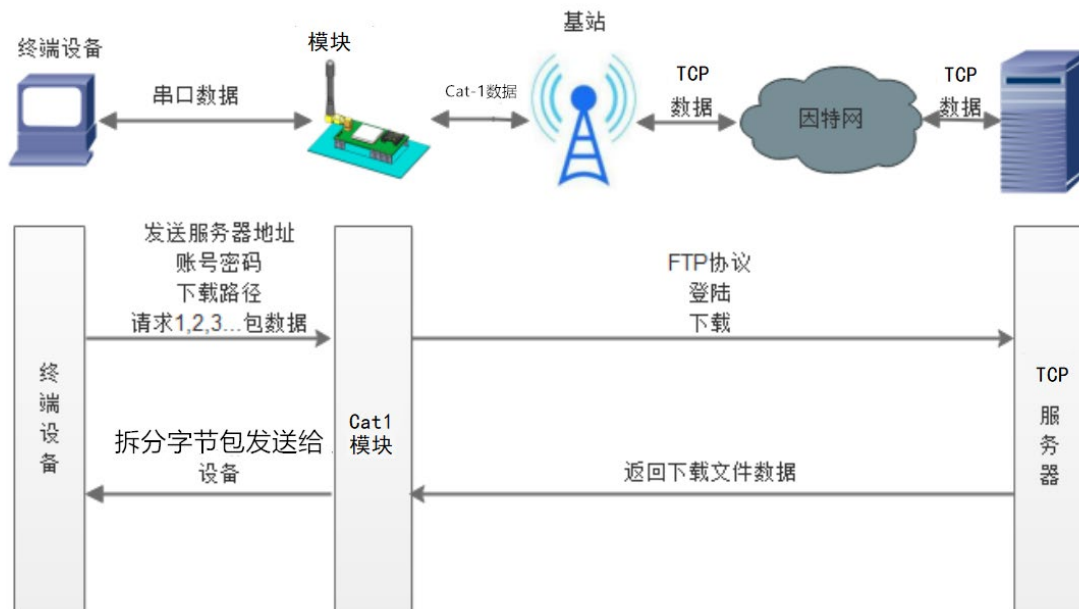 终端设备
模块
基站
串口数据
Cat-1数据
TCP
数据
因特网
TCP
数据
发送服务器地址
账号密码
下载路径
请求1,2,3...包数据
FTP协议
登陆
下载
终端设备
Cat1
模块
TCP
服务器
拆分字节包发送给
设备
返回下载文件数据